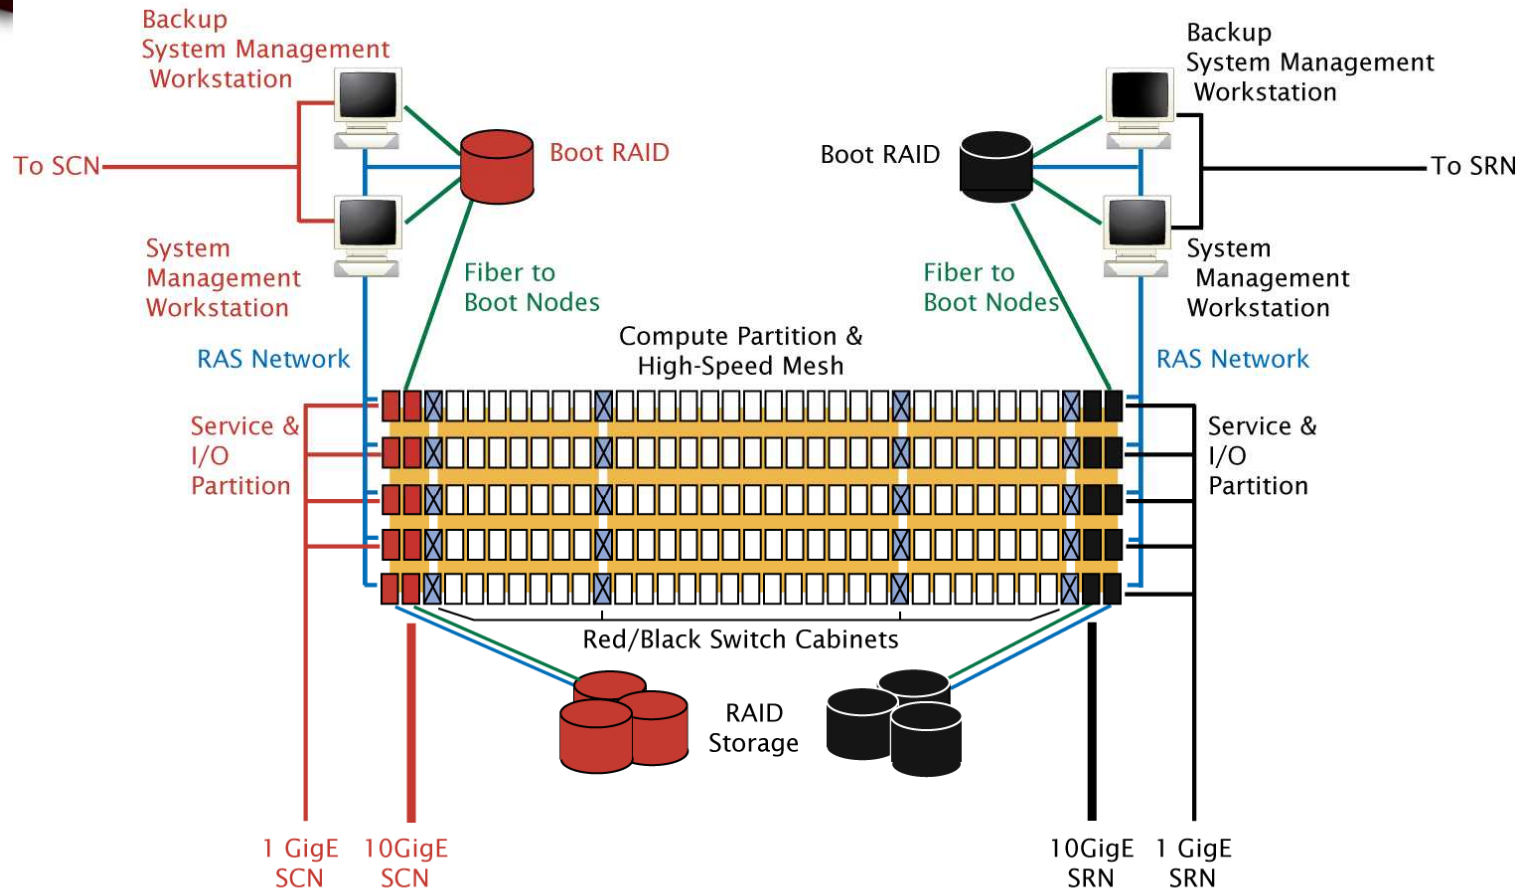 Backup
System Management
Workstation
Backup
System Management
Workstation
To SCN
Boot RAID
Boot RAID
To SRN
System
Management
Workstation
Fiber to
Boot Nodes
Fiber to
Boot Nodes
System
Management
Workstation
RAS Network
Compute Partition &
High-Speed Mesh
RAS Network
Service &
I/O
Partition
Service &
I/O
Partition
Red/Black Switch Cabinets
RAID
Storage
1 GigE
SCN
10GigE
SCN
10GigE
SRN
1 GigE
SRN